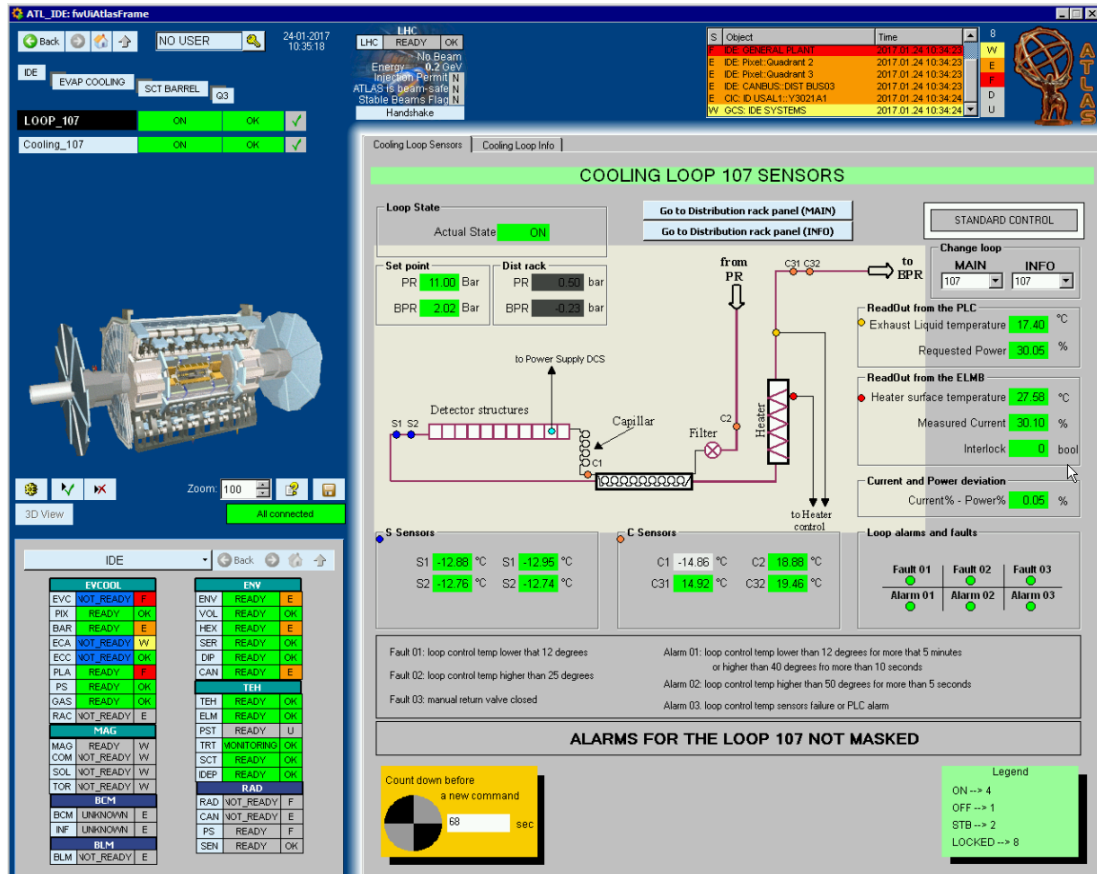 ATL_IDE: fwUiAtlasFrame
Back
NO USER
24-01-2017
10:35:18
LHC
LHC READY OK
No Beam
Energy 0.2 GeV
Injection Permit N
ATLAS is beam-safe N
Stable Beams Flag N
Handshake
S Object Time
F IDE: GENERAL PLANT 2017.01.24 10:34:23
E IDE: Pixel::Quadrant 2 2017.01.24 10:34:23
E IDE: Pixel::Quadrant 3 2017.01.24 10:34:23
E IDE: CANBUS::DIST BUS03 2017.01.24 10:34:23
E CIC: ID USAL1::Y3021A1 2017.01.24 10:34:24
W GCS: IDE SYSTEMS 2017.01.24 10:34:24
8
W
E
F
D
U
ATLAS
IDE
EVAP COOLING
SCT BARREL
Q3
LOOP_107 ON OK
Cooling_107 ON OK
Zoom: 100
3D View
All connected
IDE
Back
EVCOOL
EVC NOT_READY F
PIX READY OK
BAR READY E
ECA NOT_READY W
ECC NOT_READY OK
PLA READY F
PS READY OK
GAS READY OK
RAC NOT_READY E
MAG
MAG READY W
COM NOT_READY W
SOL NOT_READY W
TOR NOT_READY W
BCM
BCM UNKNOWN E
INF UNKNOWN E
BLM
BLM NOT_READY E
ENV
ENV READY E
VOL READY OK
HEX READY E
SER READY OK
DIP READY OK
CAN READY E
TEH
TEH READY OK
ELM READY OK
PST READY U
TRT MONITORING OK
SCT READY OK
IDEP READY OK
RAD
RAD NOT_READY F
CAN NOT_READY E
PS READY F
SEN READY OK
Cooling Loop Sensors
Cooling Loop Info
COOLING LOOP 107 SENSORS
Loop State
Actual State ON
Go to Distribution rack panel (MAIN)
Go to Distribution rack panel (INFO)
STANDARD CONTROL
Change loop
MAIN INFO
107 107
Set point
PR 11.00 Bar
BPR 2.02 Bar
Dist rack
PR 0.50 bar
BPR -0.23 bar
from
PR
C31 C32
to
BPR
ReadOut from the PLC
Exhaust Liquid temperature 17.40 °C
Requested Power 30.05 %
ReadOut from the ELMB
Heater surface temperature 27.58 °C
Measured Current 30.10 %
Interlock 0 bool
Current and Power deviation
Current% - Power% 0.05 %
to Power Supply DCS
Detector structures
S1 S2
Capillar
C1
Filter
C2
Heater
to Heater
control
S Sensors
S1 -12.88 °C S1 -12.95 °C
S2 -12.76 °C S2 -12.74 °C
C Sensors
C1 -14.86 °C C2 18.88 °C
C31 14.92 °C C32 19.46 °C
Loop alarms and faults
Fault 01 Fault 02 Fault 03
Alarm 01 Alarm 02 Alarm 03
Fault 01: loop control temp lower that 12 degrees
Fault 02: loop control temp higher than 25 degrees
Fault 03: manual return valve closed
Alarm 01: loop control temp lower than 12 degrees for more that 5 minutes
or higher than 40 degrees fro more than 10 seconds
Alarm 02: loop control temp higher than 50 degrees for more than 5 seconds
Alarm 03. loop control temp sensors failure or PLC alarm
ALARMS FOR THE LOOP 107 NOT MASKED
Count down before
a new command
68 sec
Legend
ON --> 4
OFF --> 1
STB --> 2
LOCKED --> 8